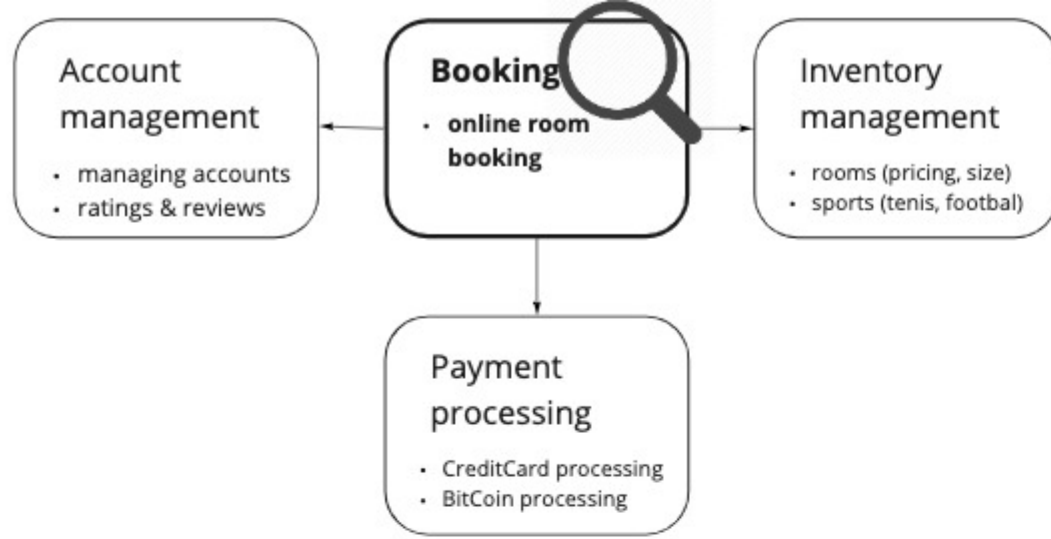 Account
management
• managing accounts
• ratings & reviews
Booking
• online room
booking
Inventory
management
• rooms (pricing, size)
• sports (tenis, footbal)
Payment
processing
• CreditCard processing
• BitCoin processing